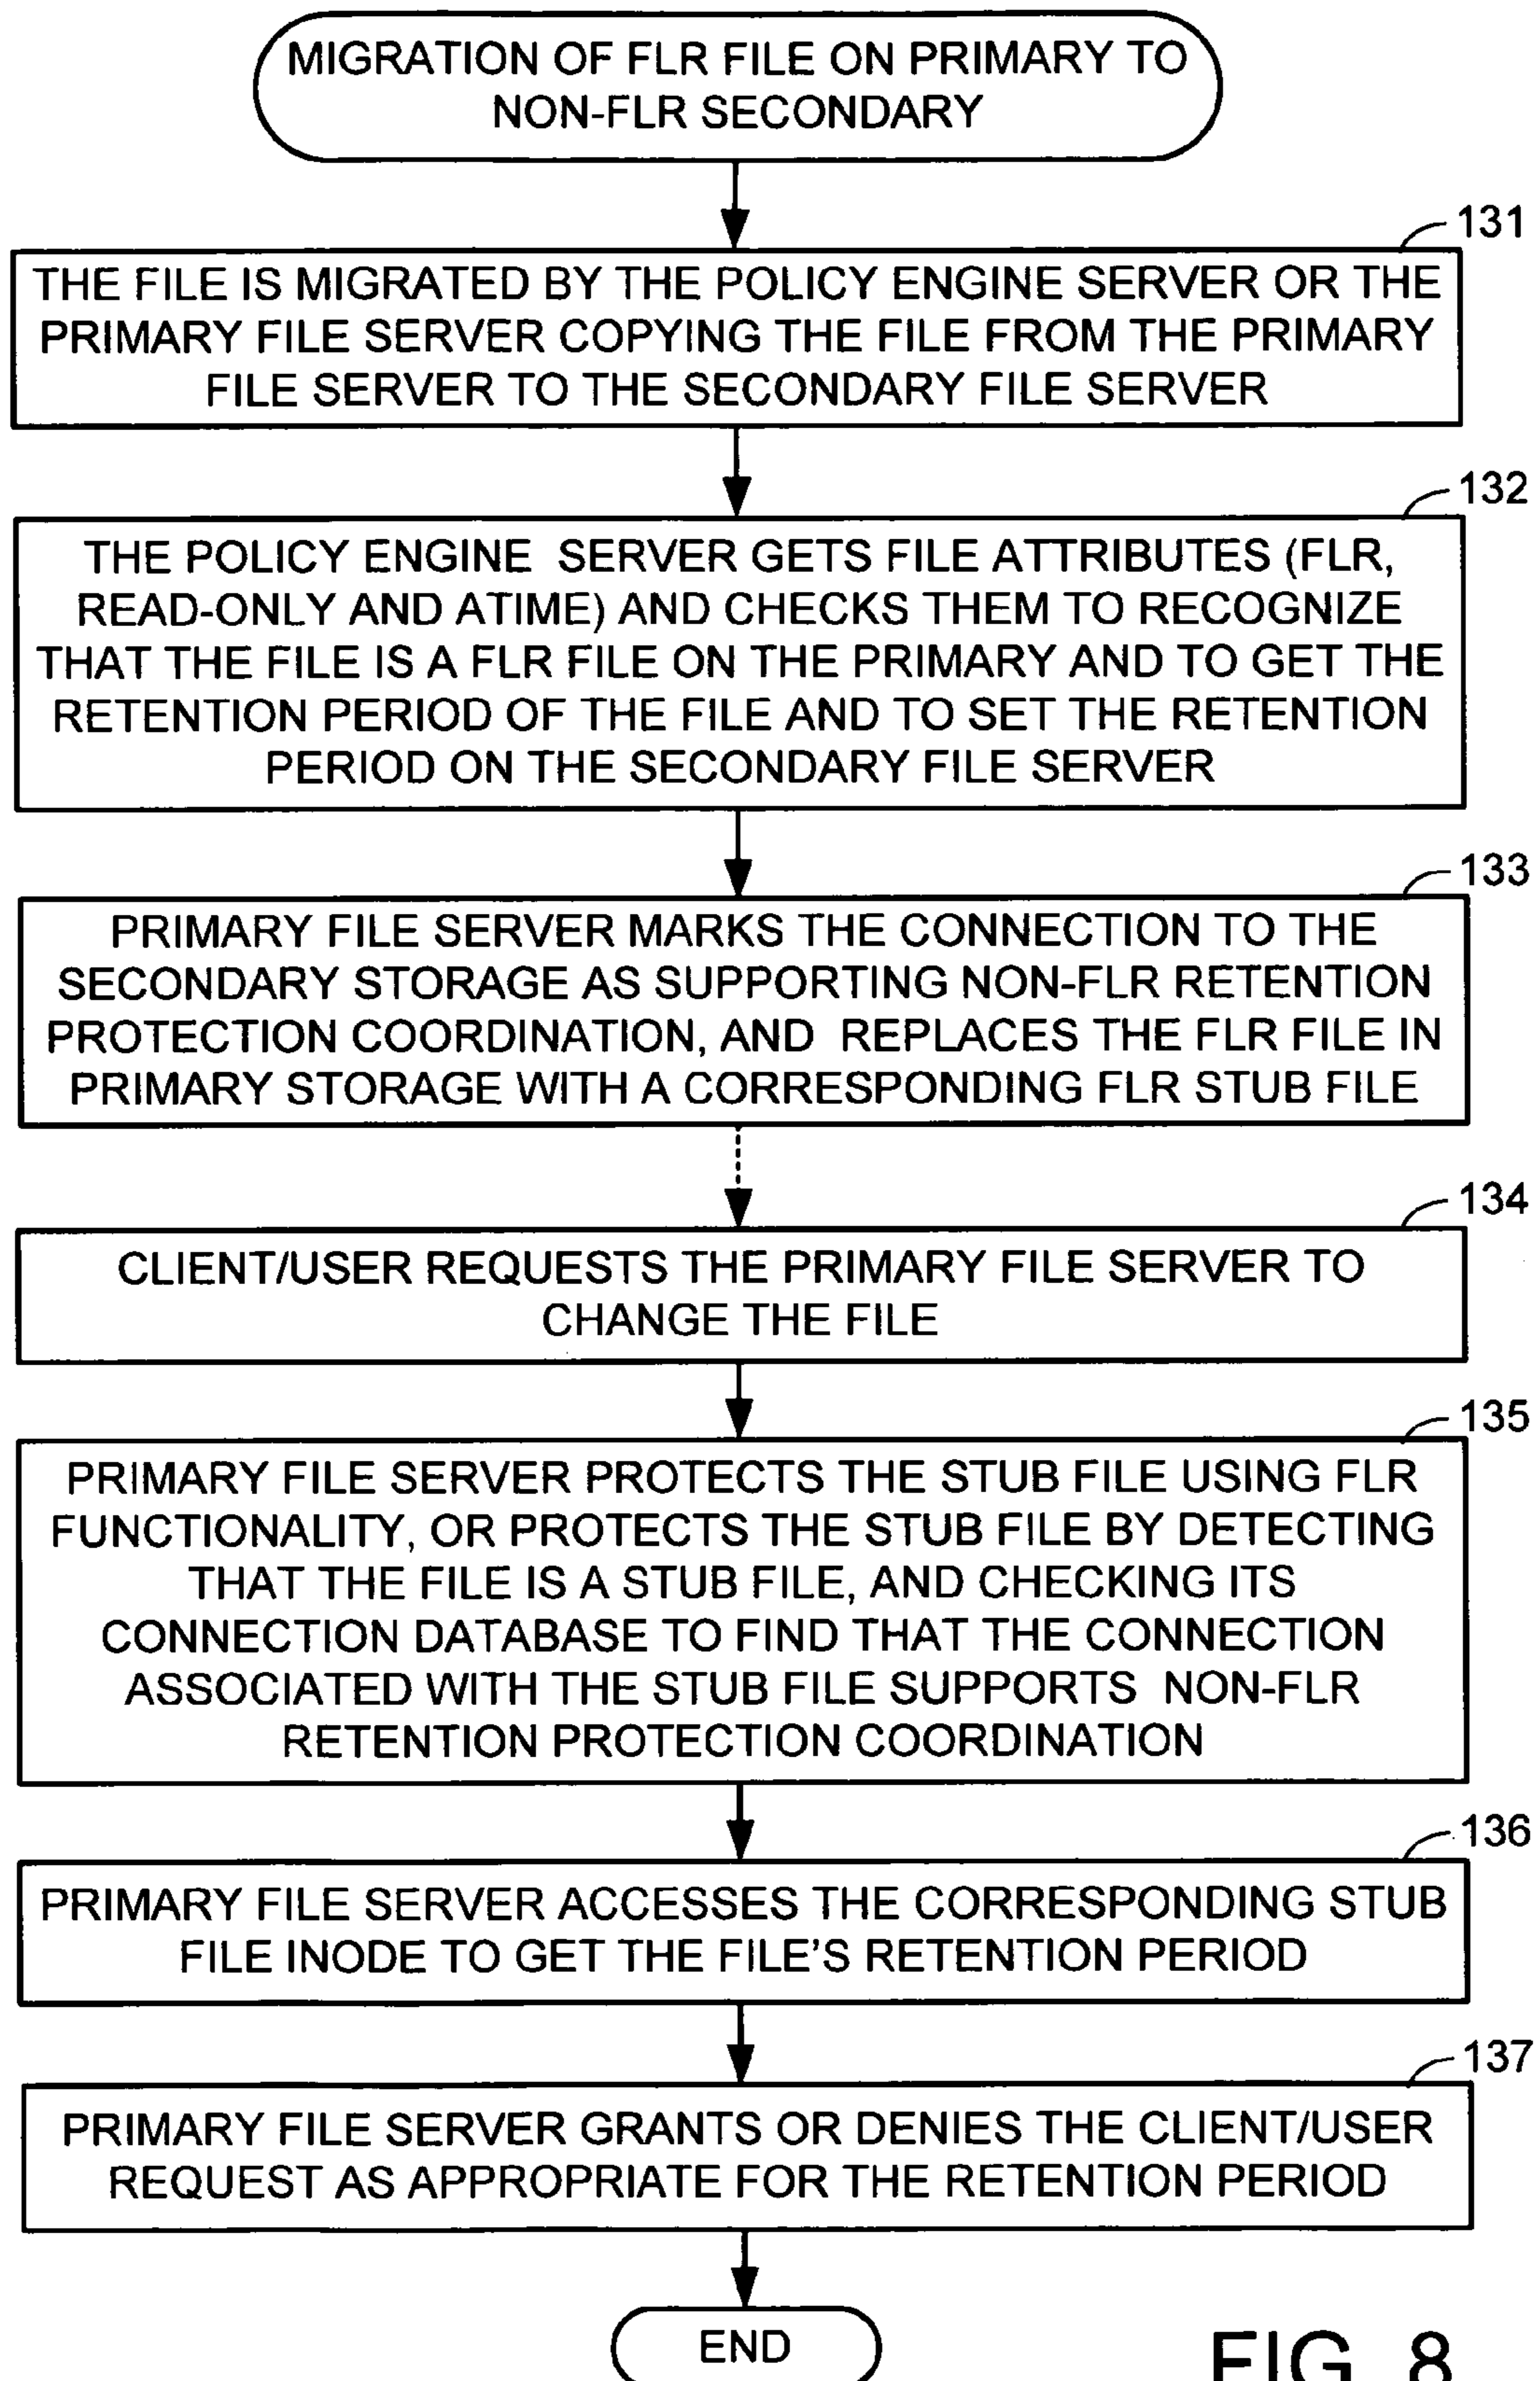 MIGRATION OF FLR FILE ON PRIMARY TO
NON-FLR SECONDARY
131
THE FILE IS MIGRATED BY THE POLICY ENGINE SERVER OR THE
PRIMARY FILE SERVER COPYING THE FILE FROM THE PRIMARY
FILE SERVER TO THE SECONDARY FILE SERVER
132
THE POLICY ENGINE SERVER GETS FILE ATTRIBUTES (FLR,
READ-ONLY AND ATIME) AND CHECKS THEM TO RECOGNIZE
THAT THE FILE IS A FLR FILE ON THE PRIMARY AND TO GET THE
RETENTION PERIOD OF THE FILE AND TO SET THE RETENTION
PERIOD ON THE SECONDARY FILE SERVER
133
PRIMARY FILE SERVER MARKS THE CONNECTION TO THE
SECONDARY STORAGE AS SUPPORTING NON-FLR RETENTION
PROTECTION COORDINATION, AND REPLACES THE FLR FILE IN
PRIMARY STORAGE WITH A CORRESPONDING FLR STUB FILE
134
CLIENT/USER REQUESTS THE PRIMARY FILE SERVER TO
CHANGE THE FILE
135
PRIMARY FILE SERVER PROTECTS THE STUB FILE USING FLR
FUNCTIONALITY, OR PROTECTS THE STUB FILE BY DETECTING
THAT THE FILE IS A STUB FILE, AND CHECKING ITS
CONNECTION DATABASE TO FIND THAT THE CONNECTION
ASSOCIATED WITH THE STUB FILE SUPPORTS NON-FLR
RETENTION PROTECTION COORDINATION
136
PRIMARY FILE SERVER ACCESSES THE CORRESPONDING STUB
FILE INODE TO GET THE FILE'S RETENTION PERIOD
137
PRIMARY FILE SERVER GRANTS OR DENIES THE CLIENT/USER
REQUEST AS APPROPRIATE FOR THE RETENTION PERIOD
END
FIG. 8